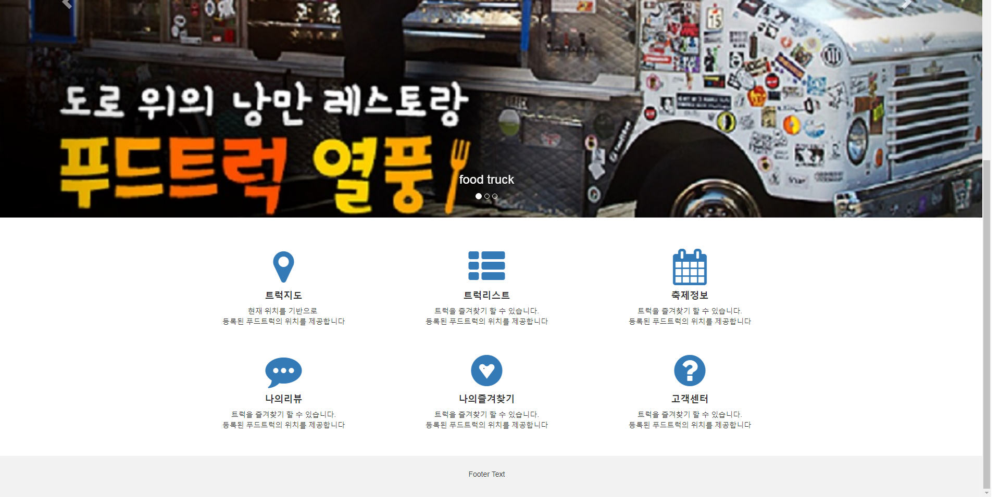 도로 위의 낭만 레스토랑
푸드트럭 열풍
food truck
트럭지도
현재 위치를 기반으로
등록된 푸드트럭의 위치를 제공합니다
트럭리스트
트럭을 즐겨찾기 할 수 있습니다.
등록된 푸드트럭의 위치를 제공합니다
축제정보
트럭을 즐겨찾기 할 수 있습니다.
등록된 푸드트럭의 위치를 제공합니다
나의리뷰
트럭을 즐겨찾기 할 수 있습니다.
등록된 푸드트럭의 위치를 제공합니다
나의즐겨찾기
트럭을 즐겨찾기 할 수 있습니다.
등록된 푸드트럭의 위치를 제공합니다
고객센터
트럭을 즐겨찾기 할 수 있습니다.
등록된 푸드트럭의 위치를 제공합니다
Footer Text